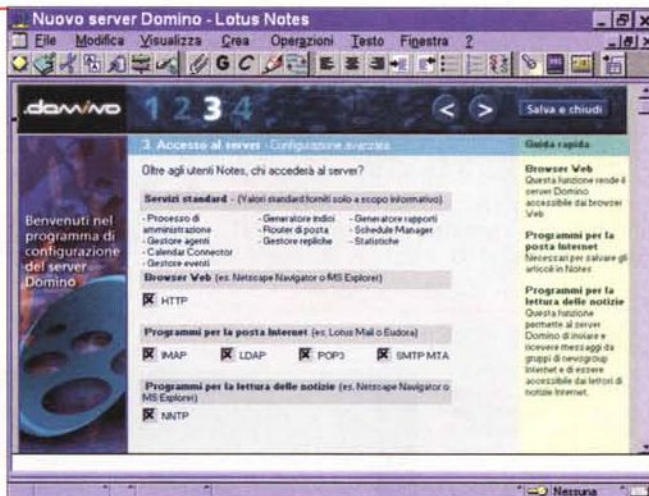 Nuovo server Domino - Lotus Notes
File Modifica Visualizza Crea Operazioni Testo Finestra ?
G C
.domino
1 2 3 4
< >
Salva e chiudi
Benvenuti nel
programma di
configurazione
del server
Domino
3. Accesso al server - Configurazione avanzata
Oltre agli utenti Notes, chi accederà al server?
Servizi standard - (Valori standard forniti solo a scopo informativo)
- Processo di
amministrazione
- Gestore agenti
- Calendar Connector
- Gestore eventi
- Generatore indici
- Router di posta
- Gestore repliche
- Generatore rapporti
- Schedule Manager
- Statistiche
Browser Web (es. Netscape Navigator o MS Explorer)
HTTP
Programmi per la posta Internet (es. Lotus Mail o Eudora)
IMAP LDAP POP3 SMTP MTA
Programmi per la lettura delle notizie (es. Netscape Navigator o
MS Explorer)
NNTP
Guida rapida
Browser Web
Questa funzione rende il
server Domino
accessibile dai browser
Web
Programmi per la
posta Internet
Necessari per salvare gli
articoli in Notes
Programmi per la
lettura delle notizie
Questa funzione
permette al server
Domino di inviare e
ricevere messaggi da
gruppi di newsgroup
Internet e di essere
accessibile dai lettori di
notizie Internet.
Nessuna